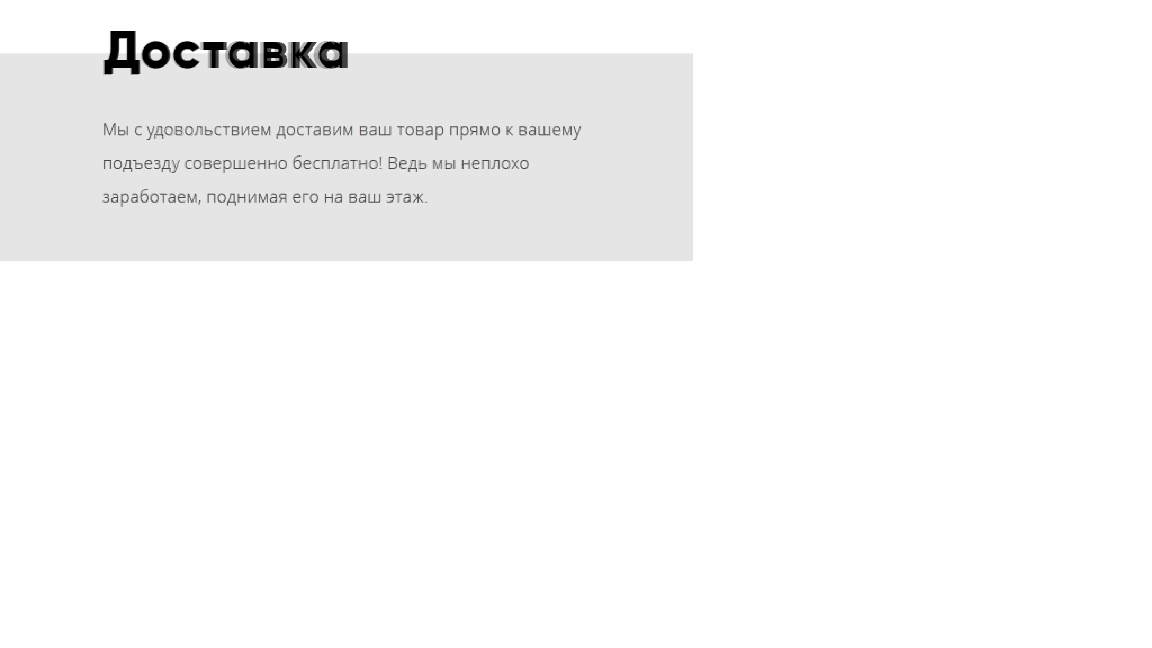 Доставка
Мы с удовольствием доставим ваш товар прямо к вашему
подъезду совершенно бесплатно! Ведь мы неплохо
заработаем, поднимая его на ваш этаж.